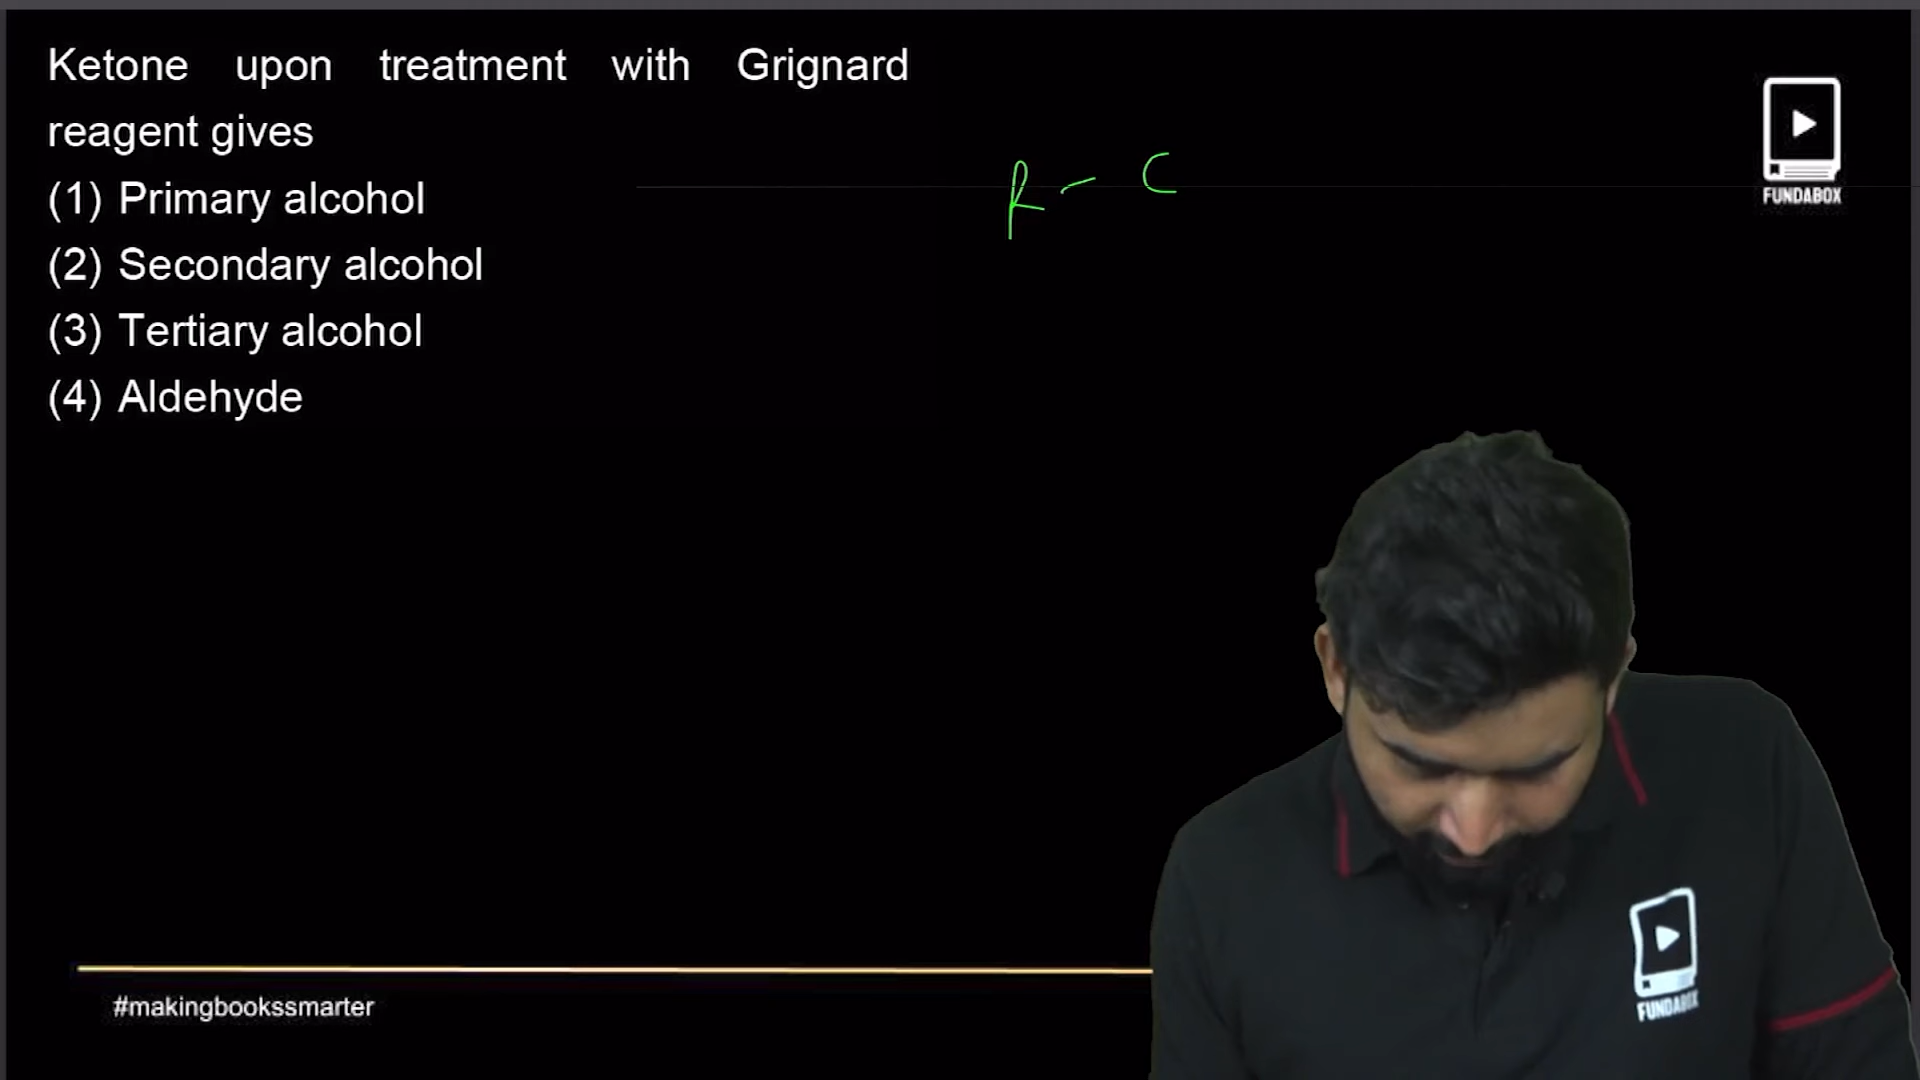 Ketone upon treatment with Grignard
reagent gives
(1) Primary alcohol
(2) Secondary alcohol
(3) Tertiary alcohol
(4) Aldehyde
R - C
FUNDABOX
FUNDABOX
#makingbookssmarter